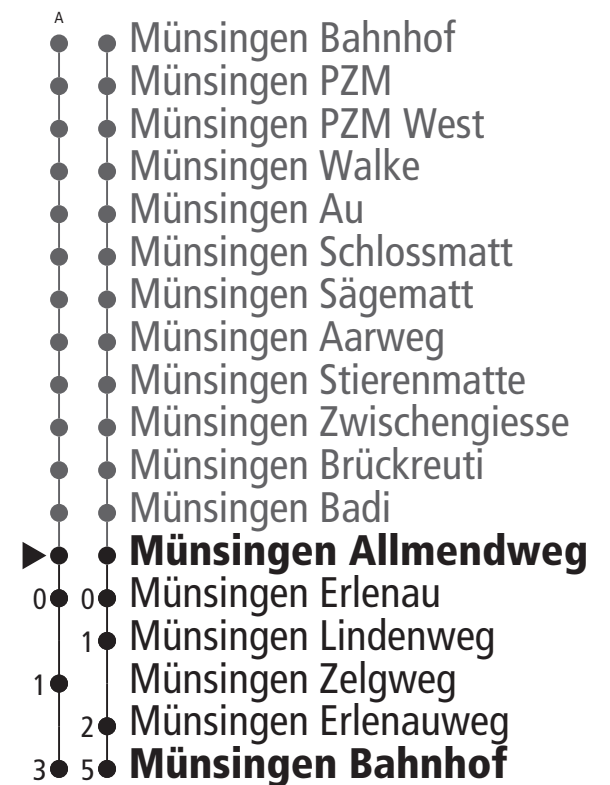 A
Münsingen Bahnhof
Münsingen PZM
Münsingen PZM West
Münsingen Walke
Münsingen Au
Münsingen Schlossmatt
Münsingen Sägematt
Münsingen Aarweg
Münsingen Stierenmatte
Münsingen Zwischengiesse
Münsingen Brückreuti
Münsingen Badi
Münsingen Allmendweg
0 0 Münsingen Erlenau
1 Münsingen Lindenweg
1 Münsingen Zelgweg
2 Münsingen Erlenauweg
3 5 Münsingen Bahnhof